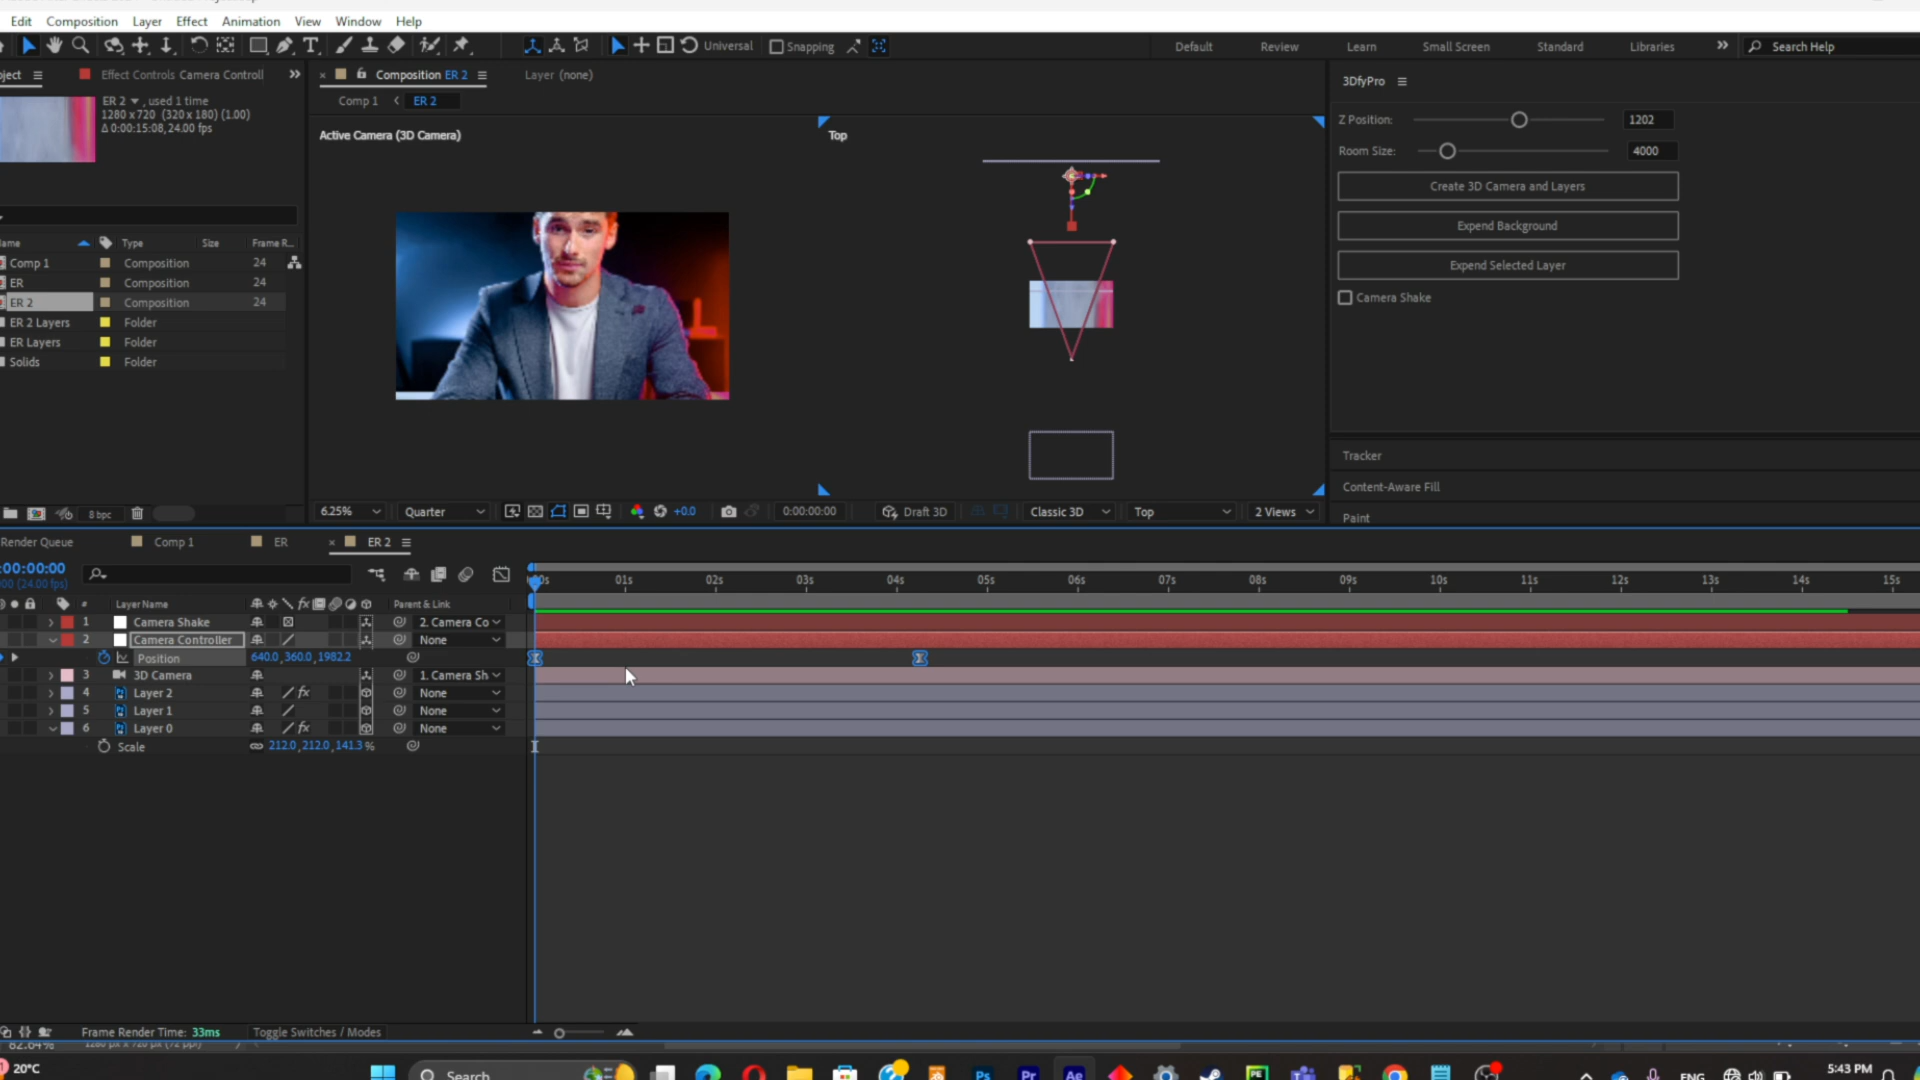 Edit Composition Layer Effect Animation View Window Help
Universal Snapping Default Review Learn Small Screen Standard Libraries Search Help
Effect Controls Camera Controll
Composition ER 2
Layer (none)
3DfyPro
ER 2 , used 1 time
1280 x 720 (320 x 180) (1.00)
Δ 0:00:15:08, 24.00 fps
Comp 1 ER 2
Active Camera (3D Camera)
Top
Z Position: 1202
Room Size: 4000
Create 3D Camera and Layers
Expend Background
Expend Selected Layer
Camera Shake
Type Size Frame R...
Comp 1 Composition 24
ER Composition 24
ER 2 Composition 24
ER 2 Layers Folder
ER Layers Folder
Solids Folder
Tracker
Content-Aware Fill
Paint
8 bpc
6.25% Quarter +0.0 0:00:00:00 Draft 3D Classic 3D Top 2 Views
Render Queue Comp 1 ER ER 2
:00:00:00
(24.00 fps)
01s 02s 03s 04s 05s 06s 07s 08s 09s 10s 11s 12s 13s 14s 15s
# Layer Name Parent & Link
1 Camera Shake 2. Camera Co
2 Camera Controller None
Position 640.0,360.0,1982.2
3 3D Camera 1. Camera Sh
4 Layer 2 None
5 Layer 1 None
6 Layer 0 None
Scale 212.0,212.0,141.3 %
Frame Render Time: 33ms Toggle Switches / Modes
20°C
Search
Ps Pr Ae PE
ENG
5:43 PM